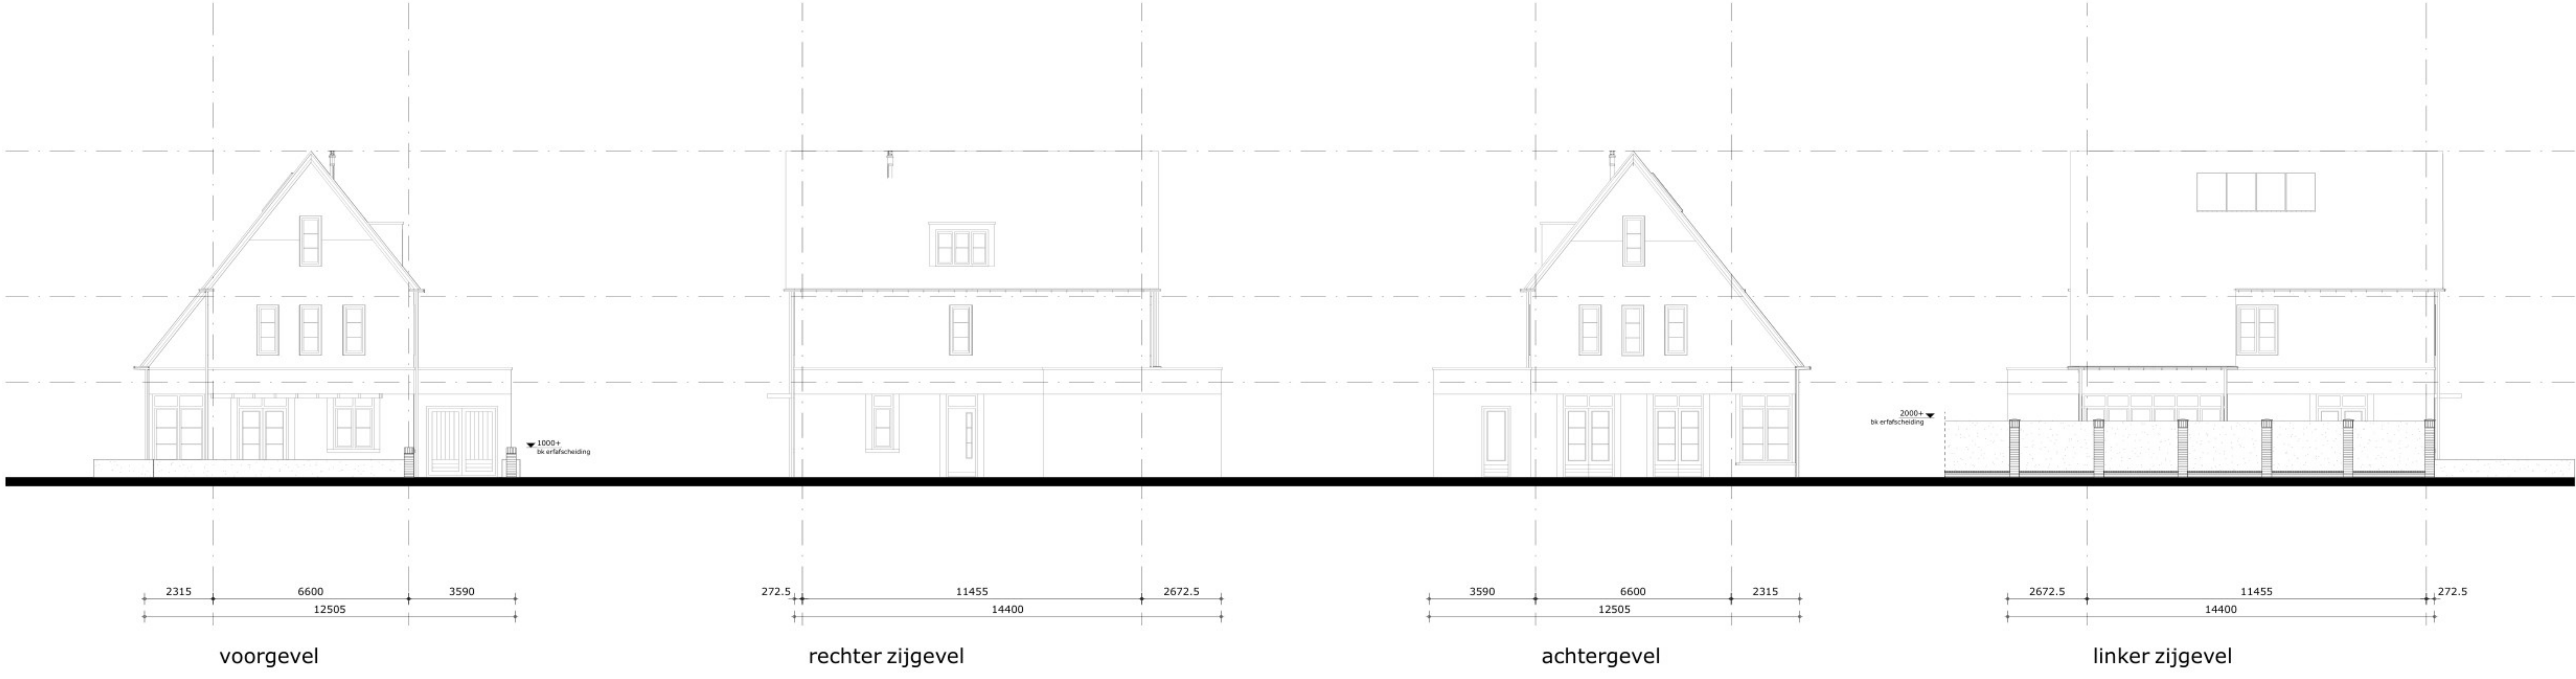 1000+
bk erfafscheiding
2000+
bk erfafscheiding
2315 6600 3590
12505
voorgevel
272.5 11455 2672.5
14400
rechter zijgevel
3590 6600 2315
12505
achtergevel
2672.5 11455 272.5
14400
linker zijgevel